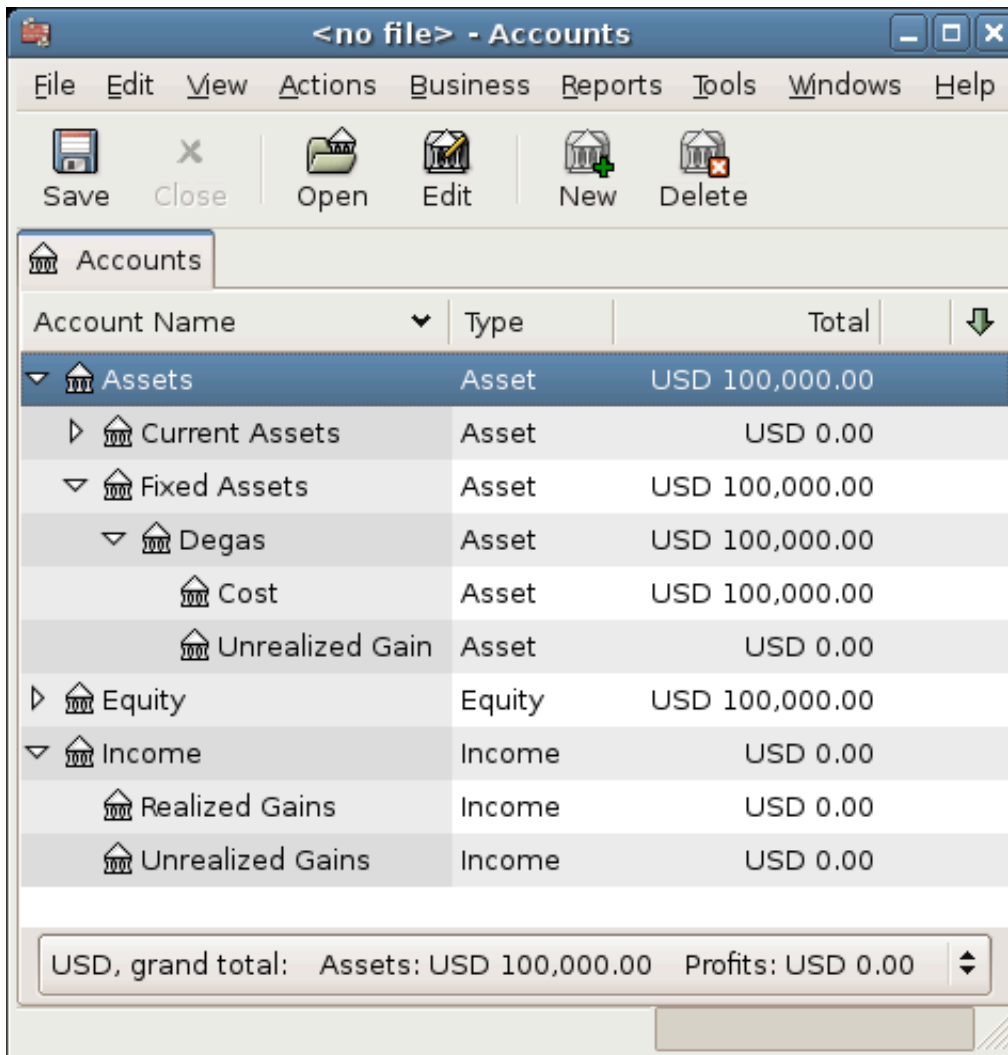 <no file> - Accounts
File Edit View Actions Business Reports Tools Windows Help
Save Close Open Edit New Delete
Accounts
Account Name Type Total
Assets Asset USD 100,000.00
Current Assets Asset USD 0.00
Fixed Assets Asset USD 100,000.00
Degas Asset USD 100,000.00
Cost Asset USD 100,000.00
Unrealized Gain Asset USD 0.00
Equity Equity USD 100,000.00
Income Income USD 0.00
Realized Gains Income USD 0.00
Unrealized Gains Income USD 0.00
USD, grand total: Assets: USD 100,000.00 Profits: USD 0.00